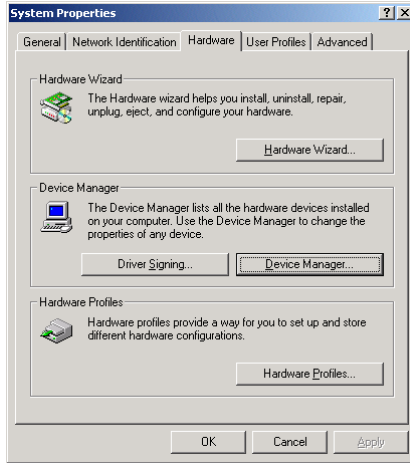 System Properties
General Network Identification Hardware User Profiles Advanced
Hardware Wizard
The Hardware wizard helps you install, uninstall, repair,
unplug, eject, and configure your hardware.
Hardware Wizard...
Device Manager
The Device Manager lists all the hardware devices installed
on your computer. Use the Device Manager to change the
properties of any device.
Driver Signing... Device Manager...
Hardware Profiles
Hardware profiles provide a way for you to set up and store
different hardware configurations.
Hardware Profiles...
OK Cancel Apply